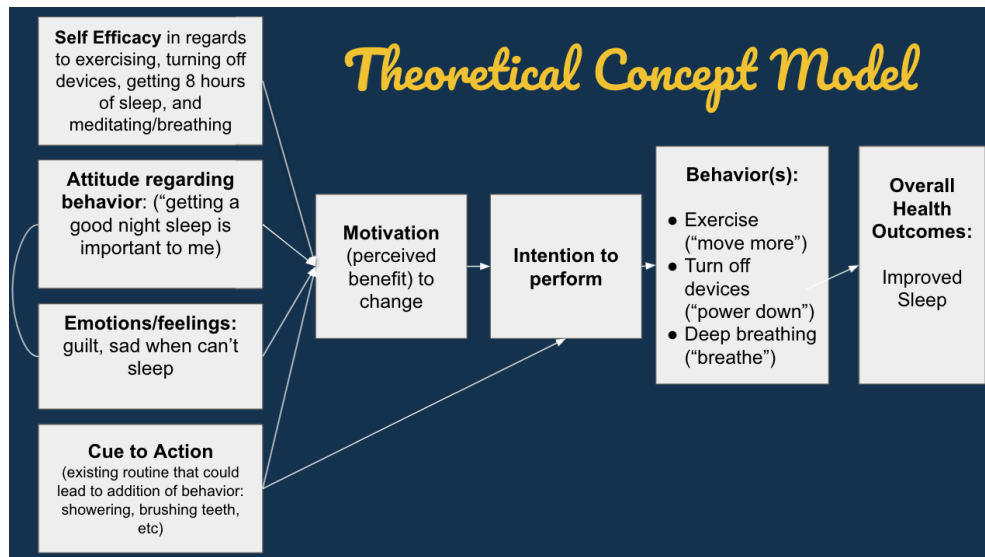 Theoretical Concept Model
Self Efficacy in regards
to exercising, turning off
devices, getting 8 hours
of sleep, and
meditating/breathing
Attitude regarding
behavior: (“getting a
good night sleep is
important to me)
Emotions/feelings:
guilt, sad when can’t
sleep
Cue to Action
(existing routine that could
lead to addition of behavior:
showering, brushing teeth,
etc)
Motivation
(perceived
benefit) to
change
Intention to
perform
Behavior(s):
● Exercise
(“move more”)
● Turn off
devices
(“power down”)
● Deep breathing
(“breathe”)
Overall
Health
Outcomes:
Improved
Sleep